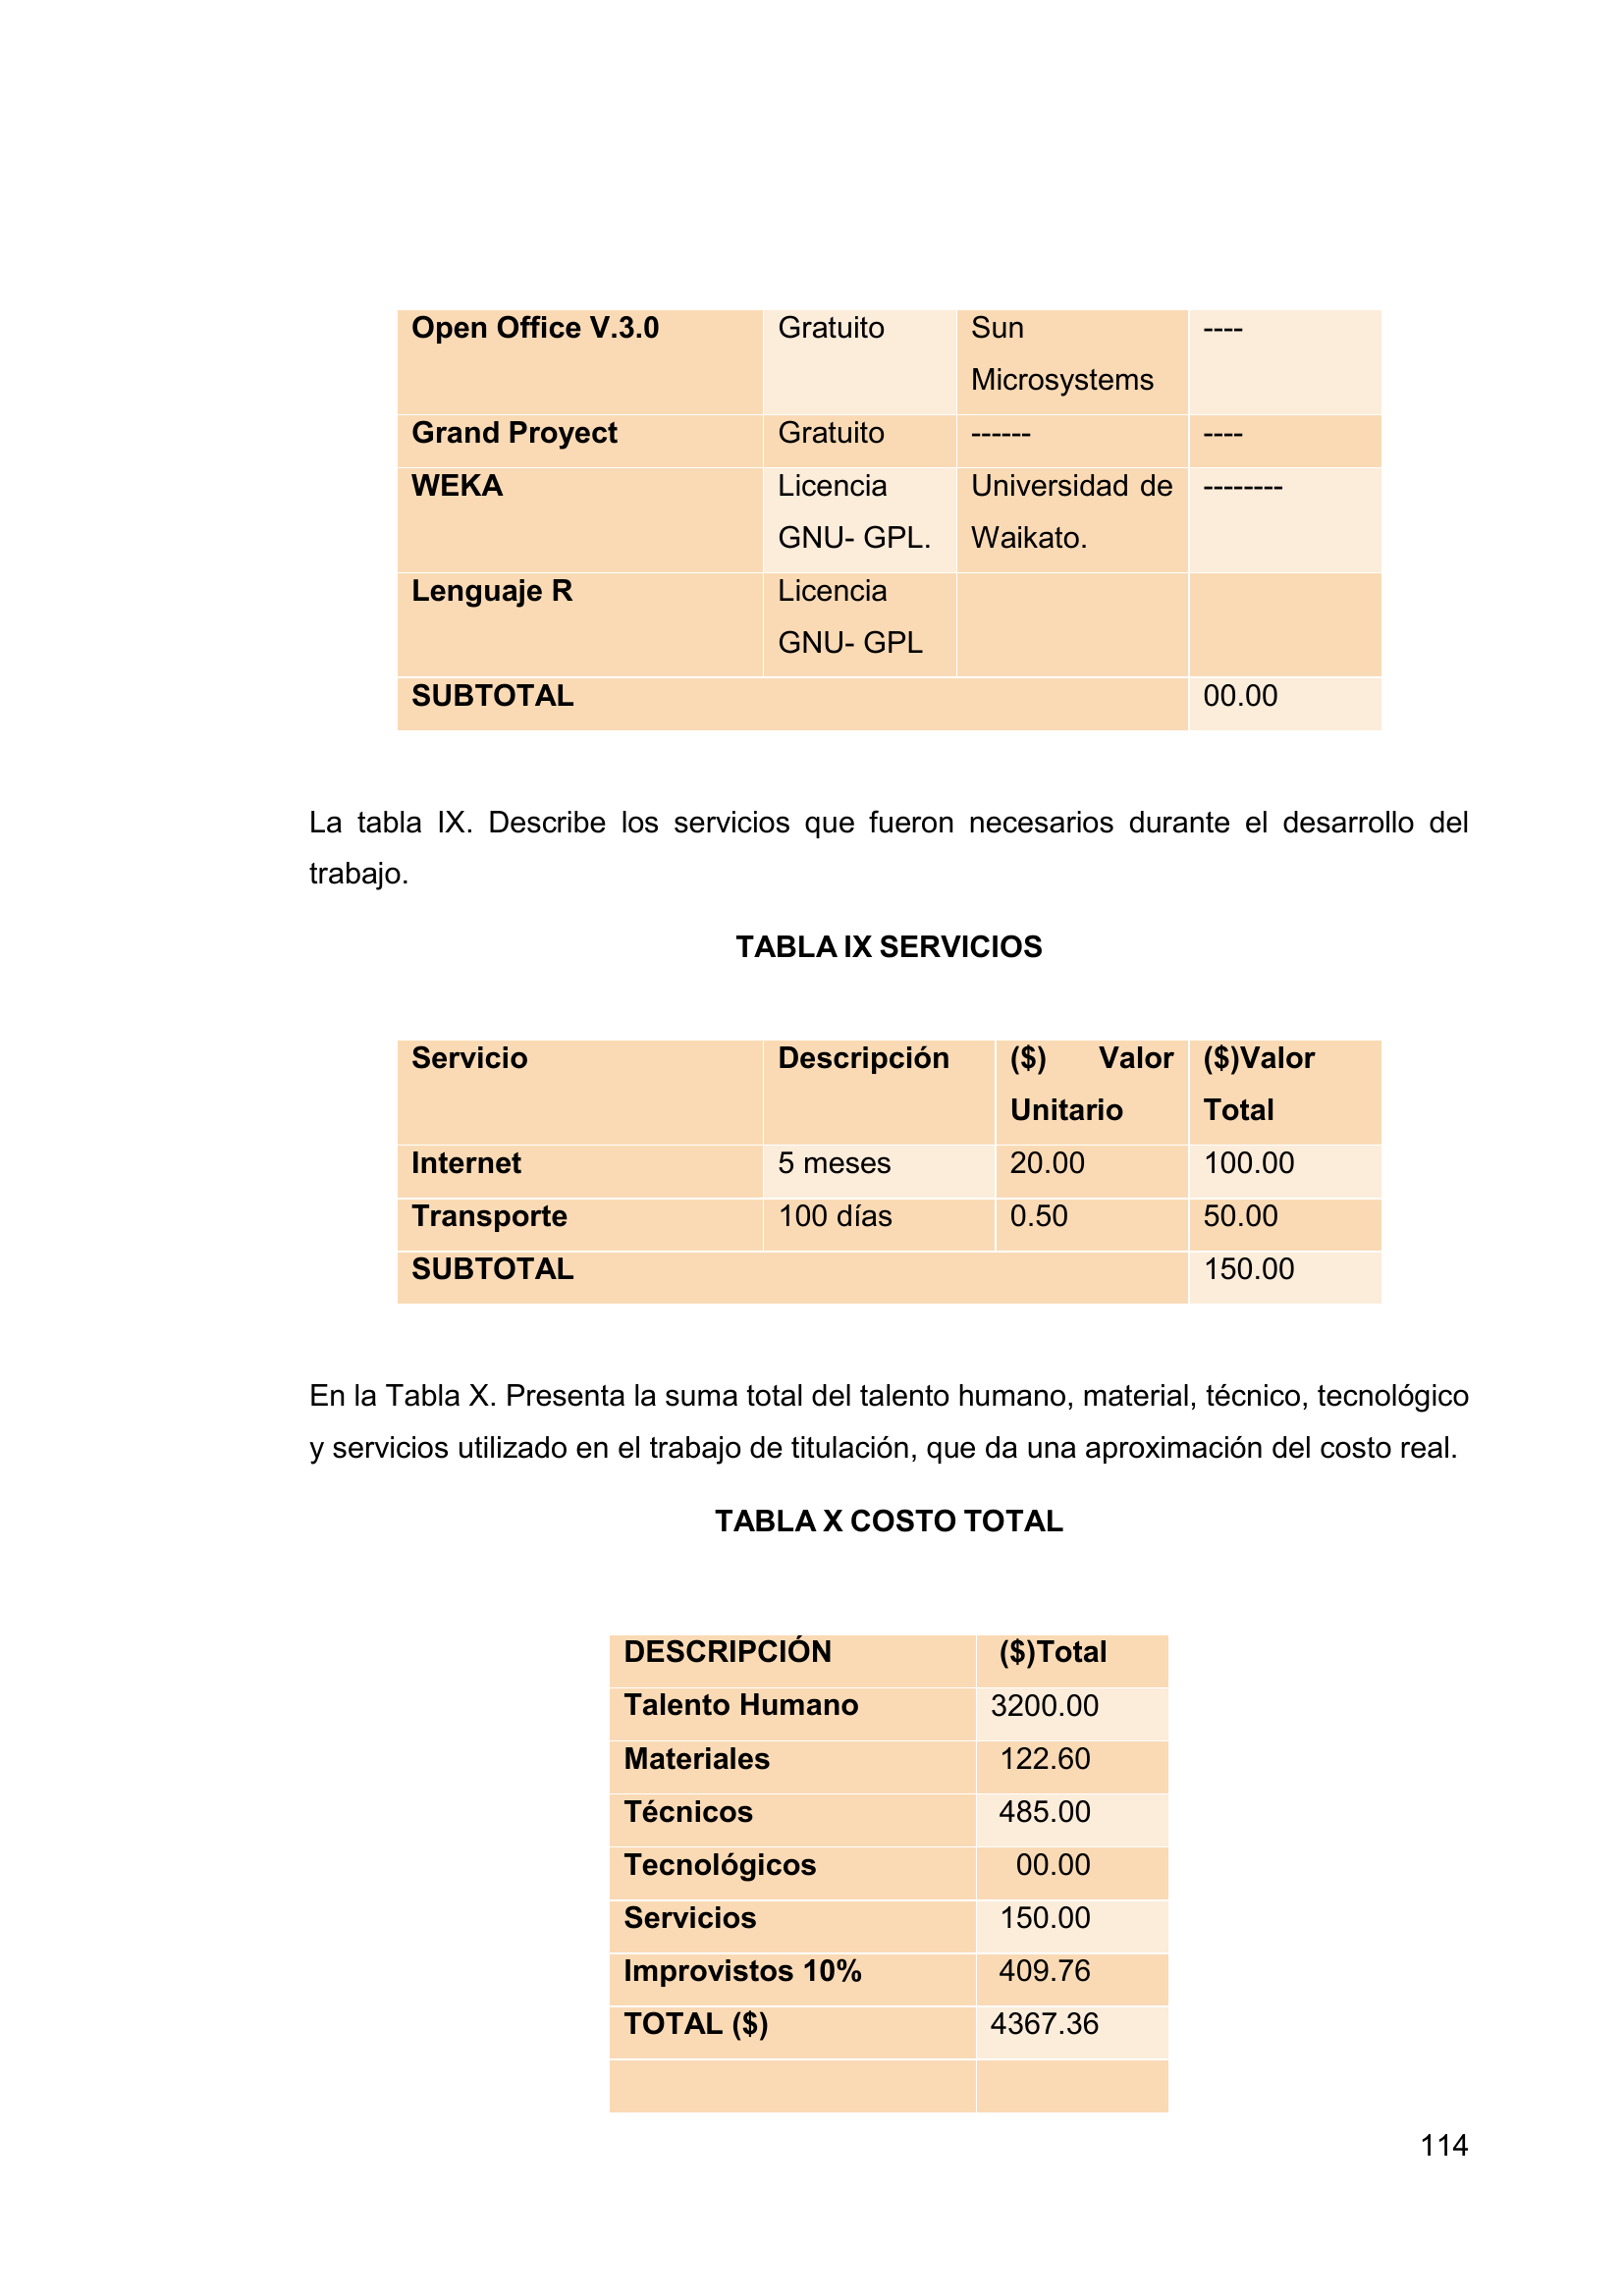 Open Office V.3.0 Gratuito Sun ----
Microsystems
Grand Proyect Gratuito ------ ----
WEKA Licencia Universidad de --------
GNU- GPL. Waikato.
Lenguaje R Licencia
GNU- GPL
SUBTOTAL 00.00
La tabla IX. Describe los servicios que fueron necesarios durante el desarrollo del
trabajo.
TABLA IX SERVICIOS
Servicio Descripción ($) Valor ($)Valor
Unitario Total
Internet 5 meses 20.00 100.00
Transporte 100 días 0.50 50.00
SUBTOTAL 150.00
En la Tabla X. Presenta la suma total del talento humano, material, técnico, tecnológico
y servicios utilizado en el trabajo de titulación, que da una aproximación del costo real.
TABLA X COSTO TOTAL
DESCRIPCIÓN ($)Total
Talento Humano 3200.00
Materiales 122.60
Técnicos 485.00
Tecnológicos 00.00
Servicios 150.00
Improvistos 10% 409.76
TOTAL ($) 4367.36
114